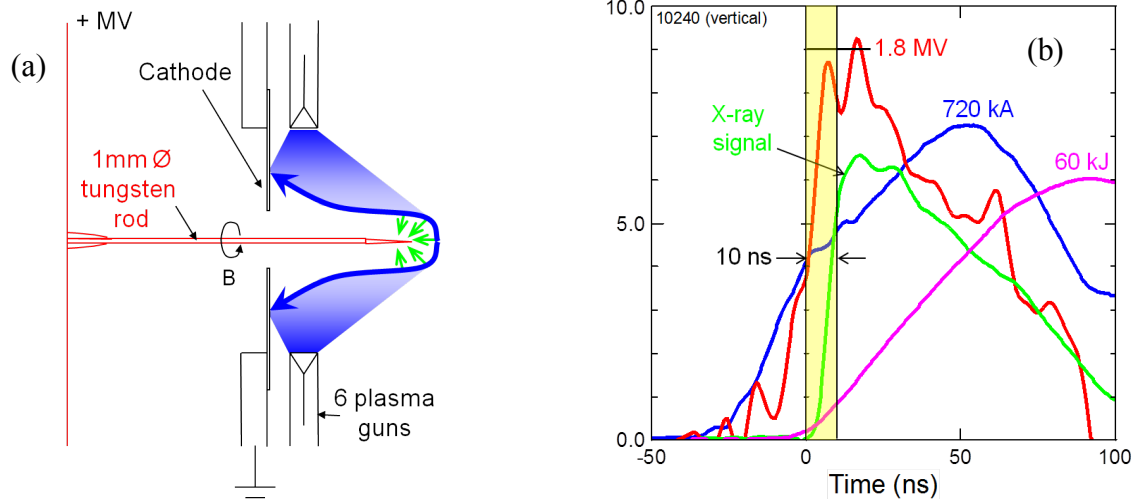 (a)
+ MV
Cathode
1mm Ø
tungsten
rod
B
6 plasma
guns
(b)
10240 (vertical)
10.0
5.0
0.0
1.8 MV
X-ray
signal
720 kA
60 kJ
10 ns
-50
0
50
100
Time (ns)